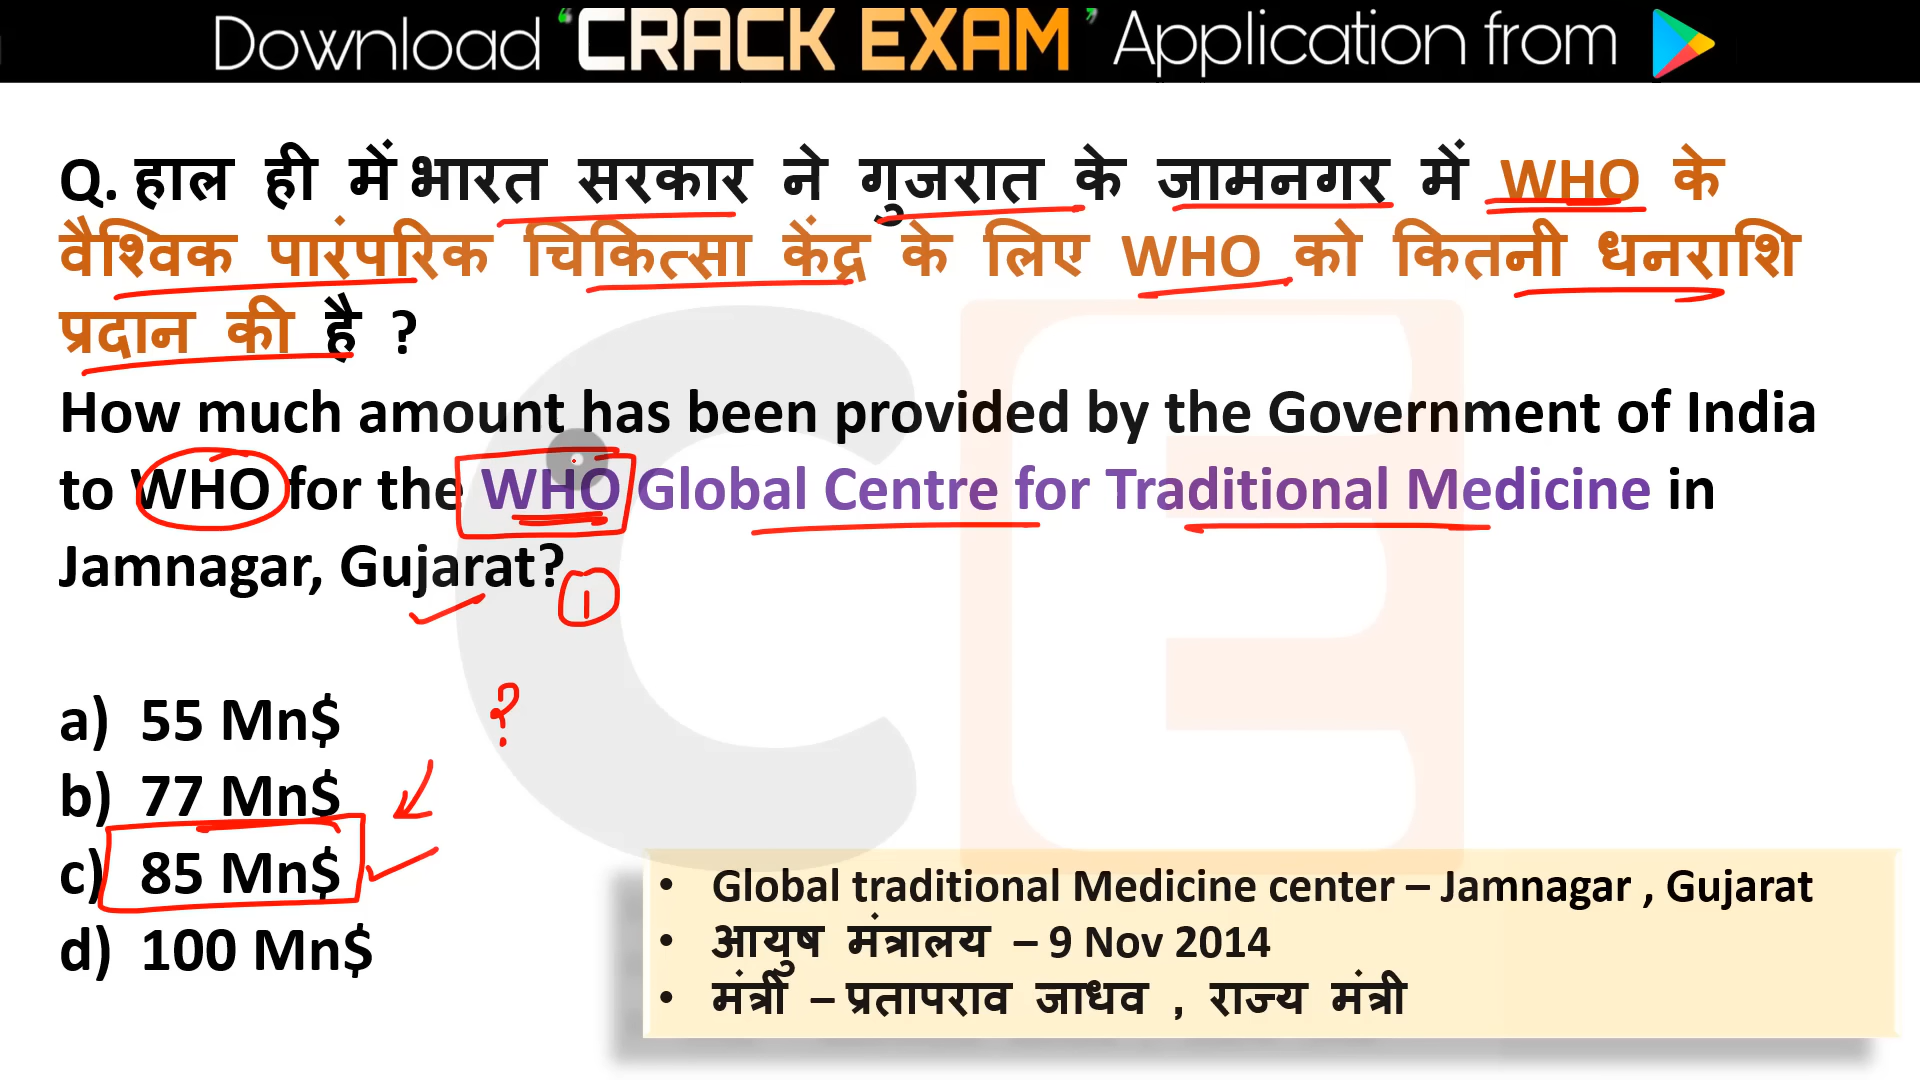 Download ‘CRACK EXAM’ Application from
Q. हाल ही में भारत सरकार ने गुजरात के जामनगर में WHO के
वैश्विक पारंपरिक चिकित्सा केंद्र के लिए WHO को कितनी धनराशि
प्रदान की है ?
How much amount has been provided by the Government of India
to WHO for the WHO Global Centre for Traditional Medicine in
Jamnagar, Gujarat?
1
a) 55 Mn$
?
b) 77 Mn$
c) 85 Mn$
d) 100 Mn$
• Global traditional Medicine center – Jamnagar , Gujarat
• आयुष मंत्रालय – 9 Nov 2014
• मंत्री – प्रतापराव जाधव , राज्य मंत्री
CE